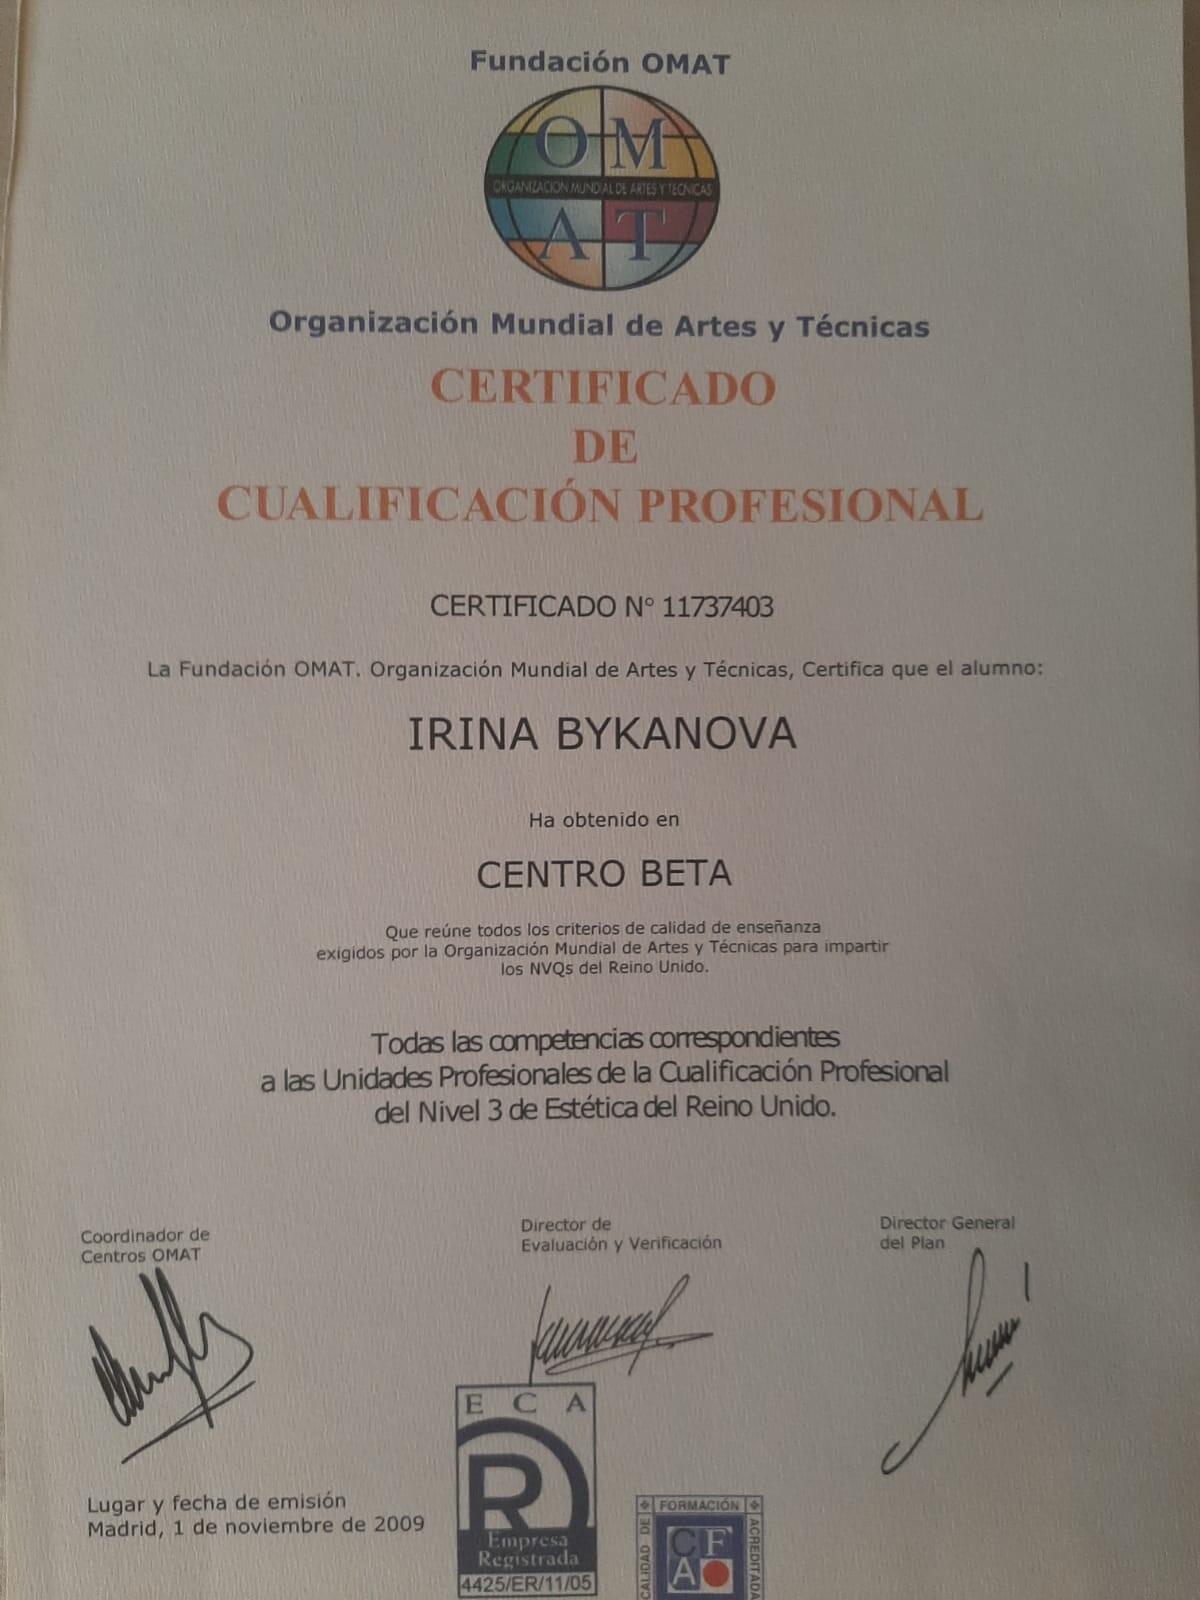 Fundación OMAT
O M
ORGANIZACION MUNDIAL DE ARTES Y TECNICAS
A T
Organización Mundial de Artes y Técnicas
CERTIFICADO
DE
CUALIFICACIÓN PROFESIONAL
CERTIFICADO Nº 11737403
La Fundación OMAT. Organización Mundial de Artes y Técnicas, Certifica que el alumno:
IRINA BYKANOVA
Ha obtenido en
CENTRO BETA
Que reúne todos los criterios de calidad de enseñanza
exigidos por la Organización Mundial de Artes y Técnicas para impartir
los NVQs del Reino Unido.
Todas las competencias correspondientes
a las Unidades Profesionales de la Cualificación Profesional
del Nivel 3 de Estética del Reino Unido.
Coordinador de
Centros OMAT
Director de
Evaluación y Verificación
Director General
del Plan
Lugar y fecha de emisión
Madrid, 1 de noviembre de 2009
E C A
R
Empresa
Registrada
4425/ER/11/05
FORMACIÓN
CALIDAD DE
ACREDITADA
C F
A